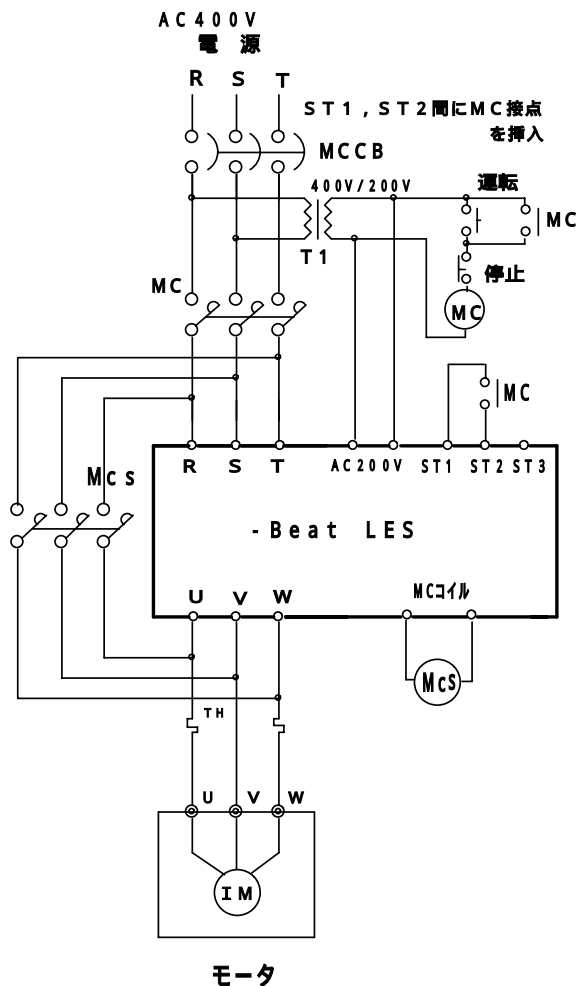 AC400V
電 源
R S T
ST1,ST2間にMC接点
を挿入
MCCB
400V/200V
運転
MC
T1
停止
MC
MC
MC
R S T AC200V ST1 ST2 ST3
Mcs
-Beat LES
U V W
MCコイル
Mcs
TH
U V W
IM
モータ